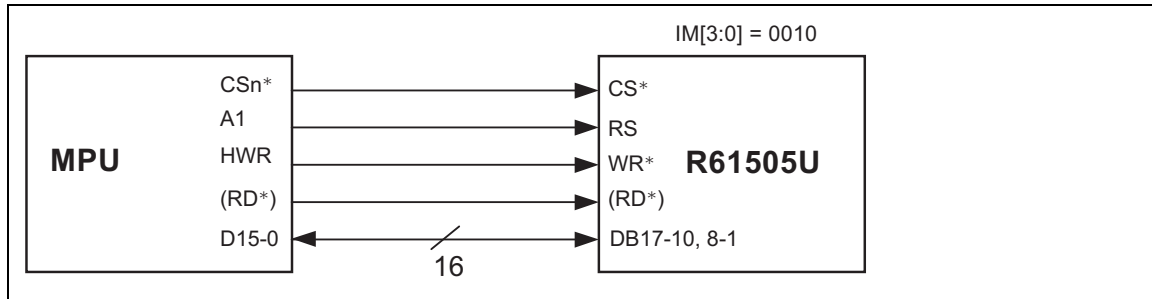 IM[3:0] = 0010
MPU
CSn*
A1
HWR
(RD*)
D15-0
16
CS*
RS
WR*
(RD*)
DB17-10, 8-1
R61505U